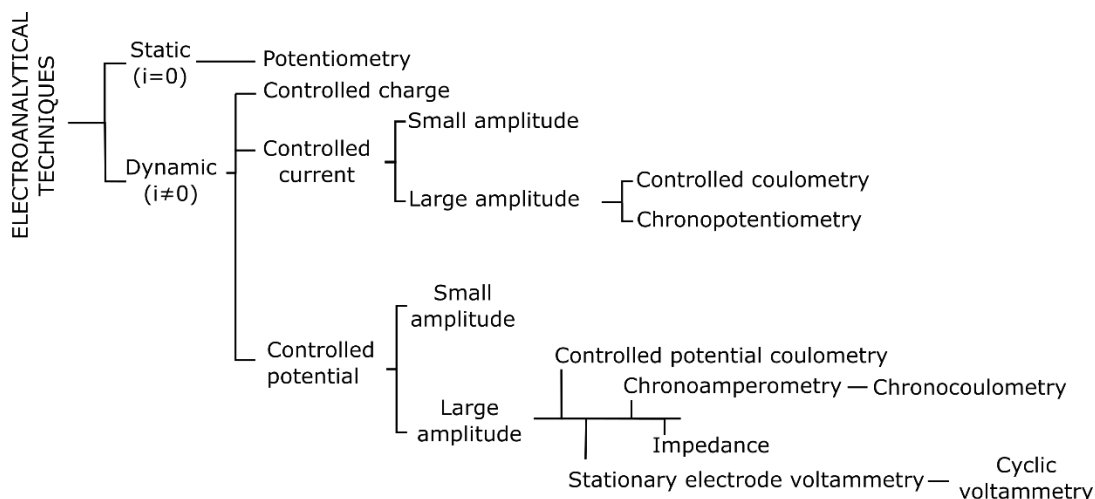 ELECTROANALYTICAL
TECHNIQUES
Static
(i=0)
Potentiometry
Controlled charge
Dynamic
(i≠0)
Controlled
current
Small amplitude
Large amplitude
Controlled coulometry
Chronopotentiometry
Controlled
potential
Small
amplitude
Large
amplitude
Controlled potential coulometry
Chronoamperometry
Chronocoulometry
Impedance
Stationary electrode voltammetry
Cyclic
voltammetry